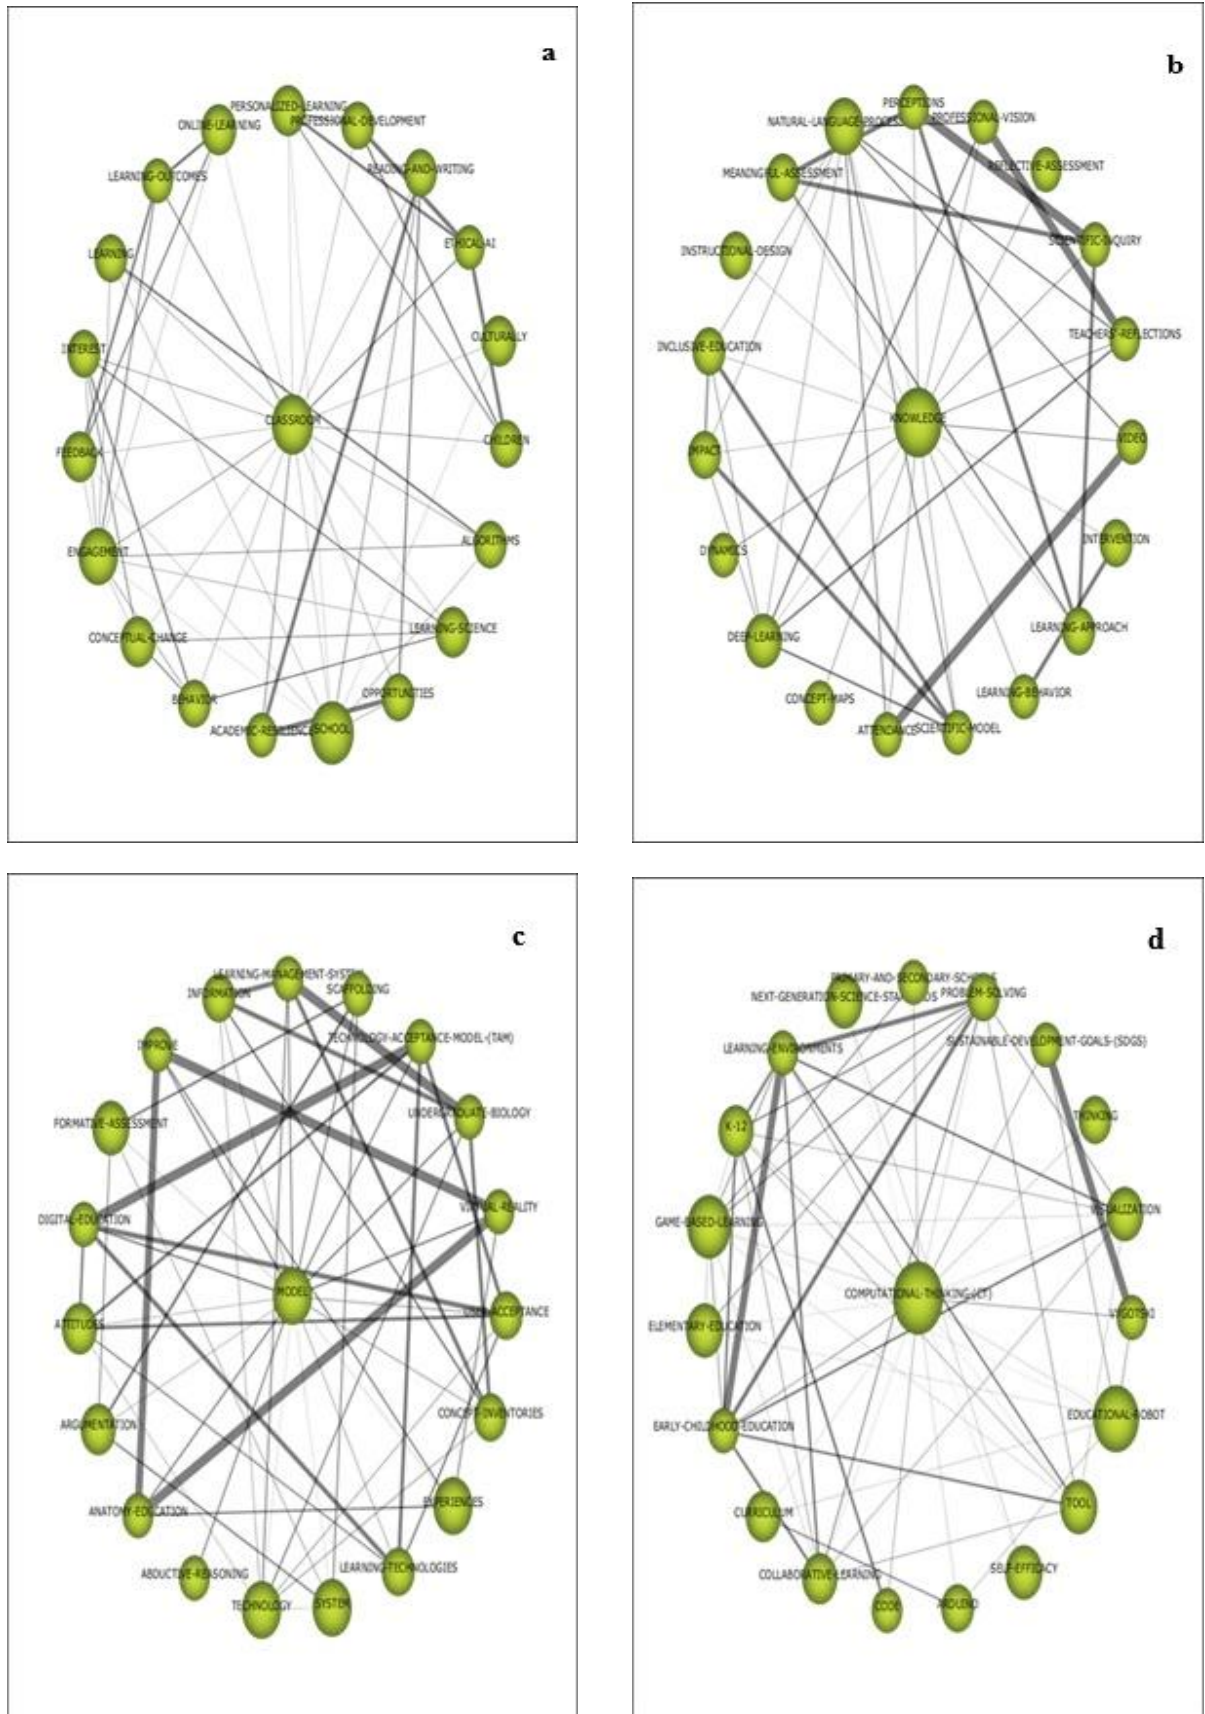 a
PERSONALIZED-LEARNING
PROFESSIONAL-DEVELOPMENT
ONLINE-LEARNING
READING-AND-WRITING
LEARNING-OUTCOMES
ETHICAL-AI
LEARNING
CULTURALLY
INTEREST
CLASSROOM
CHILDREN
FEEDBACK
ALGORITHMS
ENGAGEMENT
LEARNING-SCIENCE
CONCEPTUAL-CHANGE
OPPORTUNITIES
BEHAVIOR
ACADEMIC-RESILIENCE
SCHOOL
b
PERCEPTIONS
NATURAL-LANGUAGE-PROCESS
PROFESSIONAL-VISION
REFLECTIVE-ASSESSMENT
MEANINGFUL-ASSESSMENT
SCIENTIFIC-INQUIRY
INSTRUCTIONAL-DESIGN
TEACHERS'-REFLECTIONS
INCLUSIVE-EDUCATION
KNOWLEDGE
VIDEO
IMPACT
INTERVENTION
DYNAMICS
LEARNING-APPROACH
DEEP-LEARNING
LEARNING-BEHAVIOR
CONCEPT-MAPS
ATTENDANCE
SCIENTIFIC-MODEL
c
LEARNING-MANAGEMENT-SYSTEM
INFORMATION
SCAFFOLDING
TECHNOLOGY-ACCEPTANCE-MODEL-(TAM)
IMPROVE
UNDERGRADUATE-BIOLOGY
FORMATIVE-ASSESSMENT
VIRTUAL-REALITY
DIGITAL-EDUCATION
MODEL
USER-ACCEPTANCE
ATTITUDES
CONCEPT-INVENTORIES
ARGUMENTATION
EXPERIENCES
ANATOMY-EDUCATION
LEARNING-TECHNOLOGIES
ABDUCTIVE-REASONING
TECHNOLOGY
SYSTEM
d
PRIMARY-AND-SECONDARY-SCHOOLS
NEXT-GENERATION-SCIENCE-STANDARDS
PROBLEM-SOLVING
LEARNING-ENVIRONMENTS
SUSTAINABLE-DEVELOPMENT-GOALS-(SDGS)
K-12
THINKING
GAME-BASED-LEARNING
VISUALIZATION
COMPUTATIONAL-THINKING-(CT)
ELEMENTARY-EDUCATION
VYGOTSKI
EARLY-CHILDHOOD-EDUCATION
EDUCATIONAL-ROBOT
CURRICULUM
TOOL
COLLABORATIVE-LEARNING
SELF-EFFICACY
CODE
ARDUINO